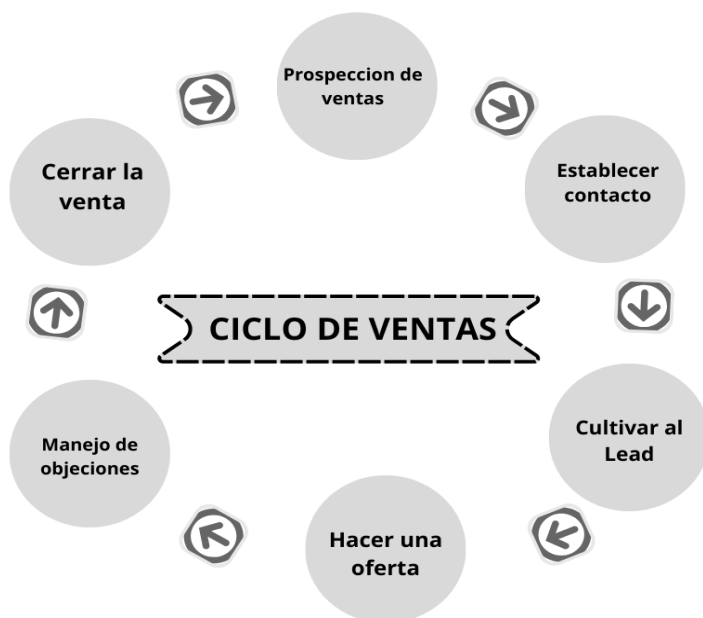 Prospeccion de
ventas
Establecer
contacto
Cultivar al
Lead
Hacer una
oferta
Manejo de
objeciones
Cerrar la
venta
CICLO DE VENTAS